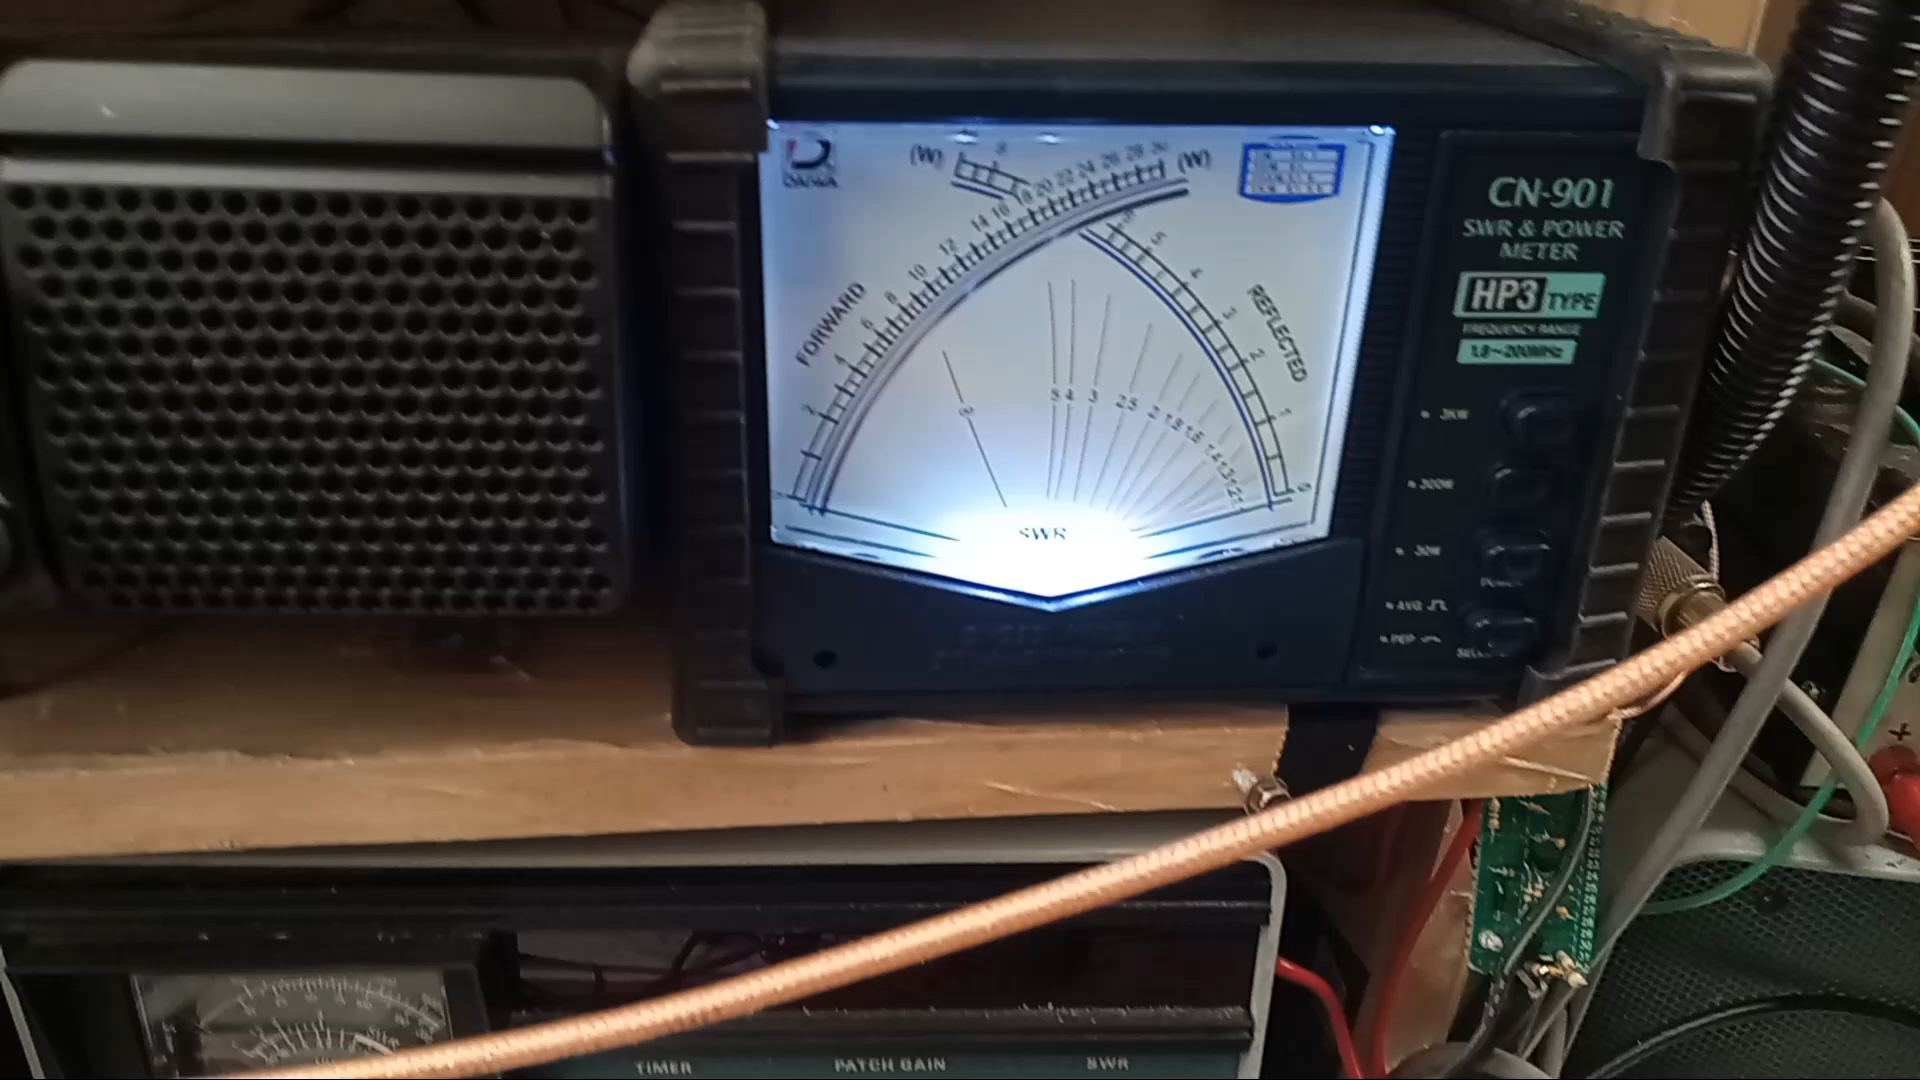 DAIWA
(W)
8
14 16 18 20 22 24 26 28 30
(W)
12
10
8
6
4
2
FORWARD
5
4
3
2
1
0
REFLECTED
∞
5 4 3 2.5 2 1.8 1.6 1.4 1.3 1.2
SWR
CN-901
SWR & POWER
METER
HP3 TYPE
FREQUENCY RANGE
1.8~200MHz
3KW
300W
30W
POWER
AVG
PEP
TIMER
PATCH GAIN
SWR